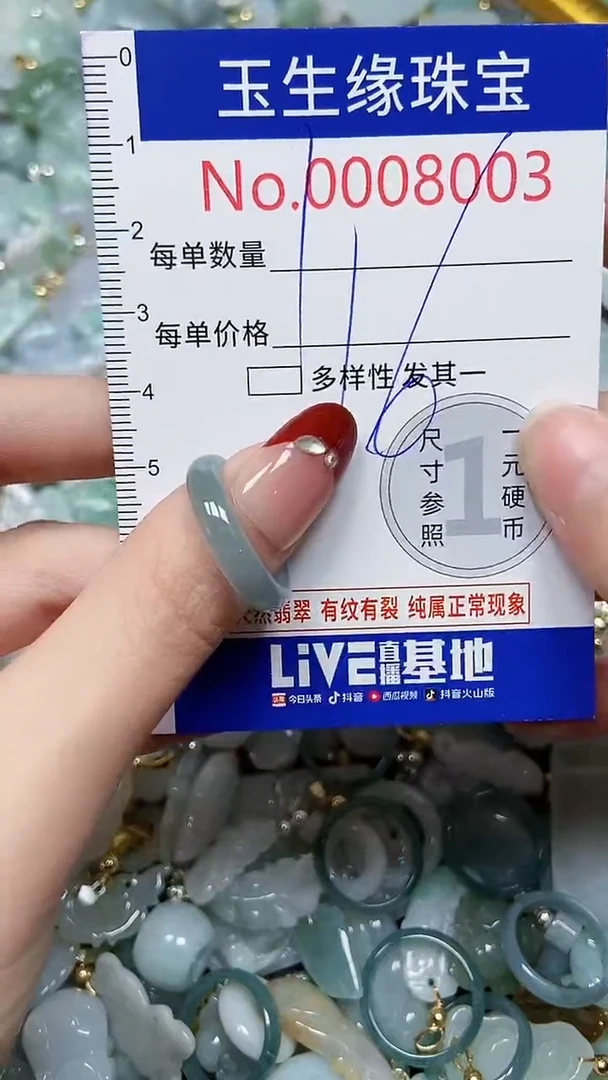 玉生缘珠宝
0
No.0008003
1
2
每单数量
3
每单价格
多样性 发其一
4
116
5
尺寸参照
1
一元硬币
天然翡翠 有纹有裂 纯属正常现象
LiVE直播基地
头条 今日头条 抖音 西瓜视频 抖音火山版